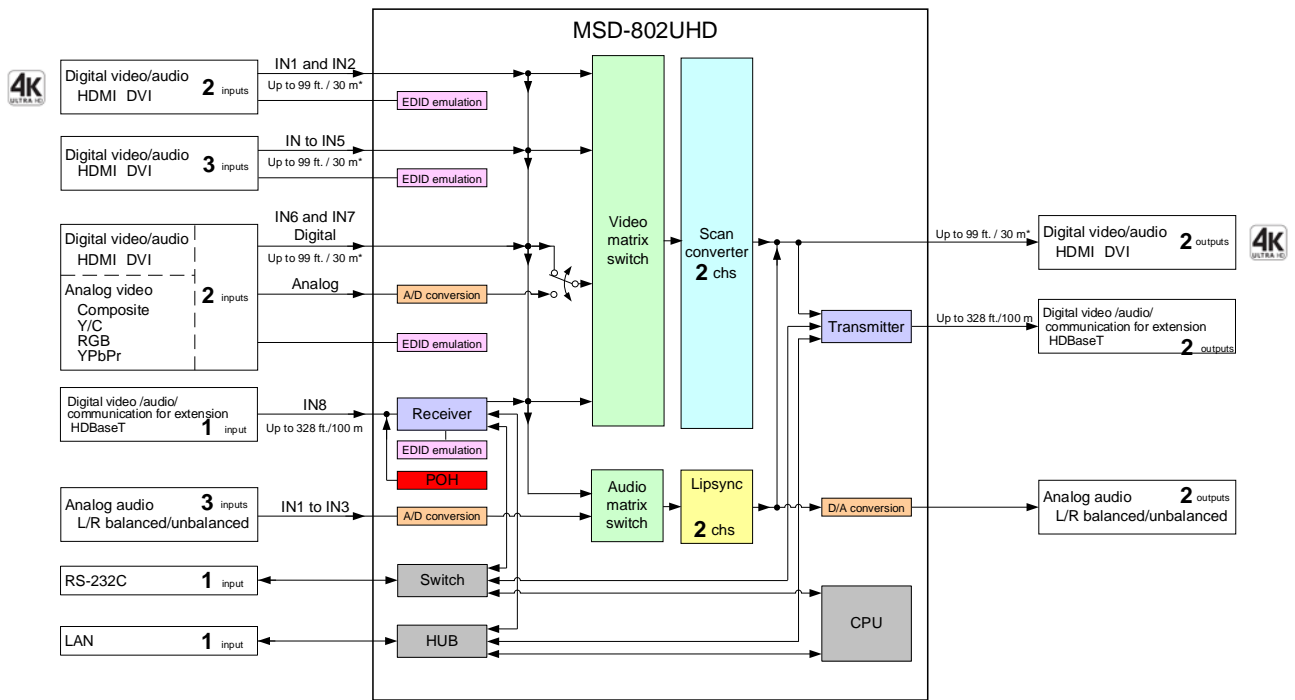 MSD-802UHD
4K
ULTRA HD
Digital video/audio
HDMI DVI
2 inputs
IN1 and IN2
Up to 99 ft. / 30 m*
EDID emulation
Digital video/audio
HDMI DVI
3 inputs
IN to IN5
Up to 99 ft. / 30 m*
EDID emulation
Digital video/audio
HDMI DVI
Analog video
Composite
Y/C
RGB
YPbPr
2 inputs
IN6 and IN7
Digital
Up to 99 ft. / 30 m*
Analog
A/D conversion
EDID emulation
Digital video /audio/
communication for extension
HDBaseT
1 input
IN8
Up to 328 ft./100 m
Receiver
EDID emulation
POH
Analog audio
3 inputs
L/R balanced/unbalanced
IN1 to IN3
A/D conversion
RS-232C
1 input
Switch
LAN
1 input
HUB
Video
matrix
switch
Scan
converter
2 chs
Audio
matrix
switch
Lipsync
2 chs
Transmitter
D/A conversion
CPU
Up to 99 ft. / 30 m*
Digital video/audio
HDMI DVI
2 outputs
4K
ULTRA HD
Up to 328 ft./100 m
Digital video /audio/
communication for extension
HDBaseT
2 outputs
Analog audio
2 outputs
L/R balanced/unbalanced